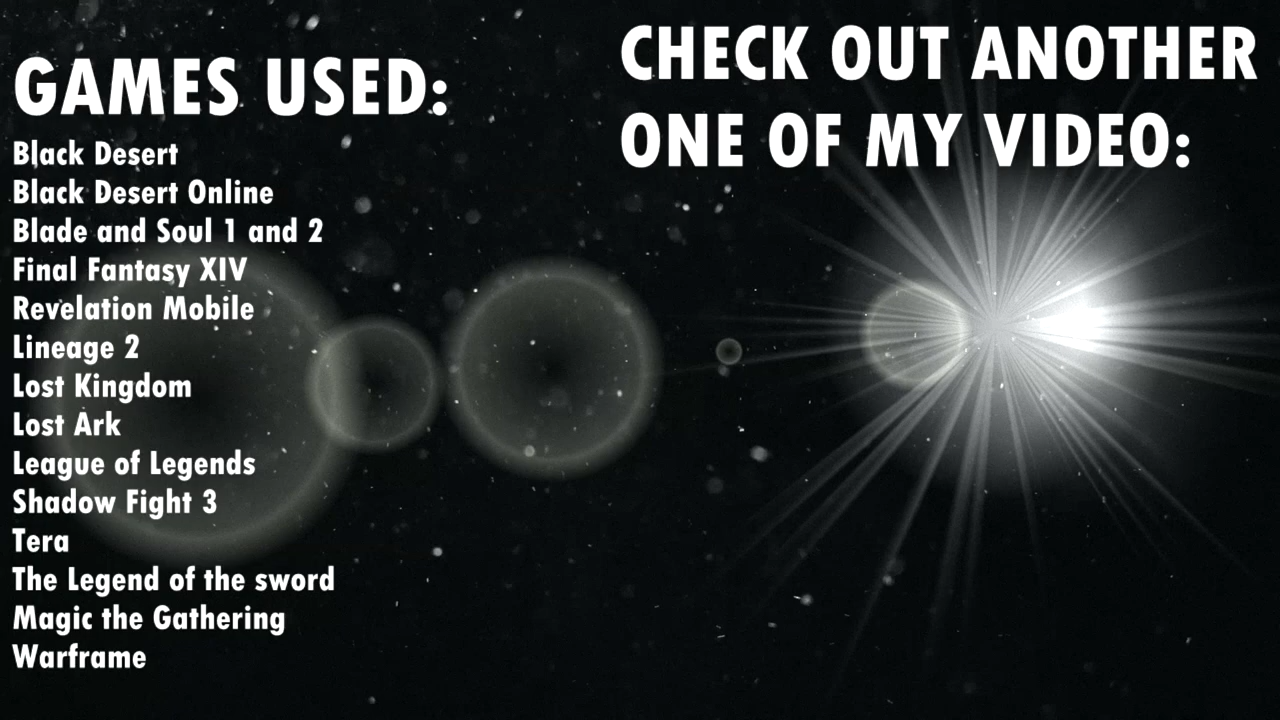 GAMES USED:
Black Desert
Black Desert Online
Blade and Soul 1 and 2
Final Fantasy XIV
Revelation Mobile
Lineage 2
Lost Kingdom
Lost Ark
League of Legends
Shadow Fight 3
Tera
The Legend of the sword
Magic the Gathering
Warframe
CHECK OUT ANOTHER
ONE OF MY VIDEO: